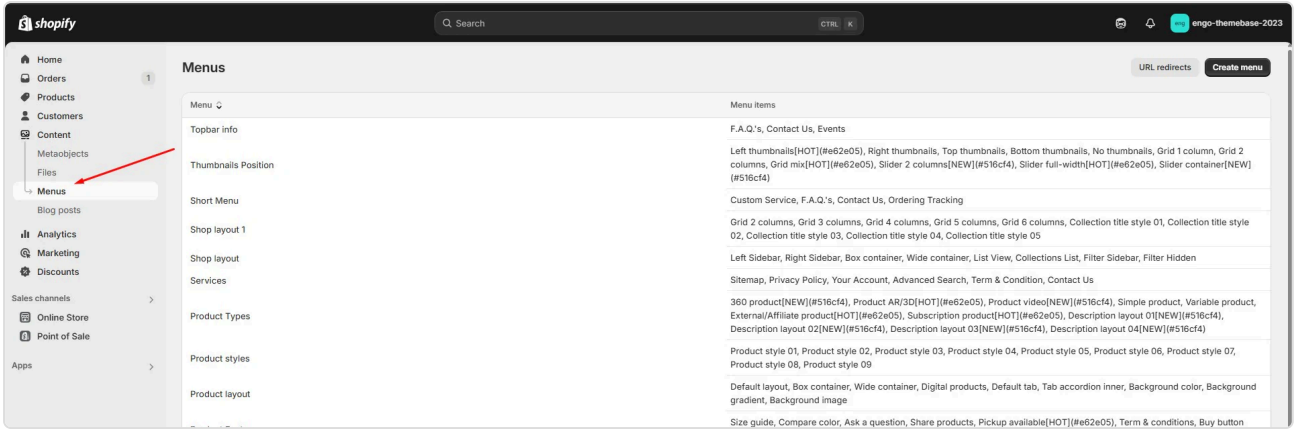 shopify
Search
CTRL K
eng
engo-themebase-2023
Home
Orders 1
Products
Customers
Content
Metaobjects
Files
Menus
Blog posts
Analytics
Marketing
Discounts
Sales channels
Online Store
Point of Sale
Apps
Menus
URL redirects
Create menu
Menu
Menu items
Topbar info
F.A.Q.'s, Contact Us, Events
Thumbnails Position
Left thumbnails[HOT](#e62e05), Right thumbnails, Top thumbnails, Bottom thumbnails, No thumbnails, Grid 1 column, Grid 2
columns, Grid mix[HOT](#e62e05), Slider 2 columns[NEW](#516cf4), Slider full-width[HOT](#e62e05), Slider container[NEW]
(#516cf4)
Short Menu
Custom Service, F.A.Q.'s, Contact Us, Ordering Tracking
Shop layout 1
Grid 2 columns, Grid 3 columns, Grid 4 columns, Grid 5 columns, Grid 6 columns, Collection title style 01, Collection title style
02, Collection title style 03, Collection title style 04, Collection title style 05
Shop layout
Left Sidebar, Right Sidebar, Box container, Wide container, List View, Collections List, Filter Sidebar, Filter Hidden
Services
Sitemap, Privacy Policy, Your Account, Advanced Search, Term & Condition, Contact Us
Product Types
360 product[NEW](#516cf4), Product AR/3D[HOT](#e62e05), Product video[NEW](#516cf4), Simple product, Variable product,
External/Affiliate product[HOT](#e62e05), Subscription product[HOT](#e62e05), Description layout 01[NEW](#516cf4),
Description layout 02[NEW](#516cf4), Description layout 03[NEW](#516cf4), Description layout 04[NEW](#516cf4)
Product styles
Product style 01, Product style 02, Product style 03, Product style 04, Product style 05, Product style 06, Product style 07,
Product style 08, Product style 09
Product layout
Default layout, Box container, Wide container, Digital products, Default tab, Tab accordion inner, Background color, Background
gradient, Background image
Size guide, Compare color, Ask a question, Share products, Pickup available[HOT](#e62e05), Term & conditions, Buy button